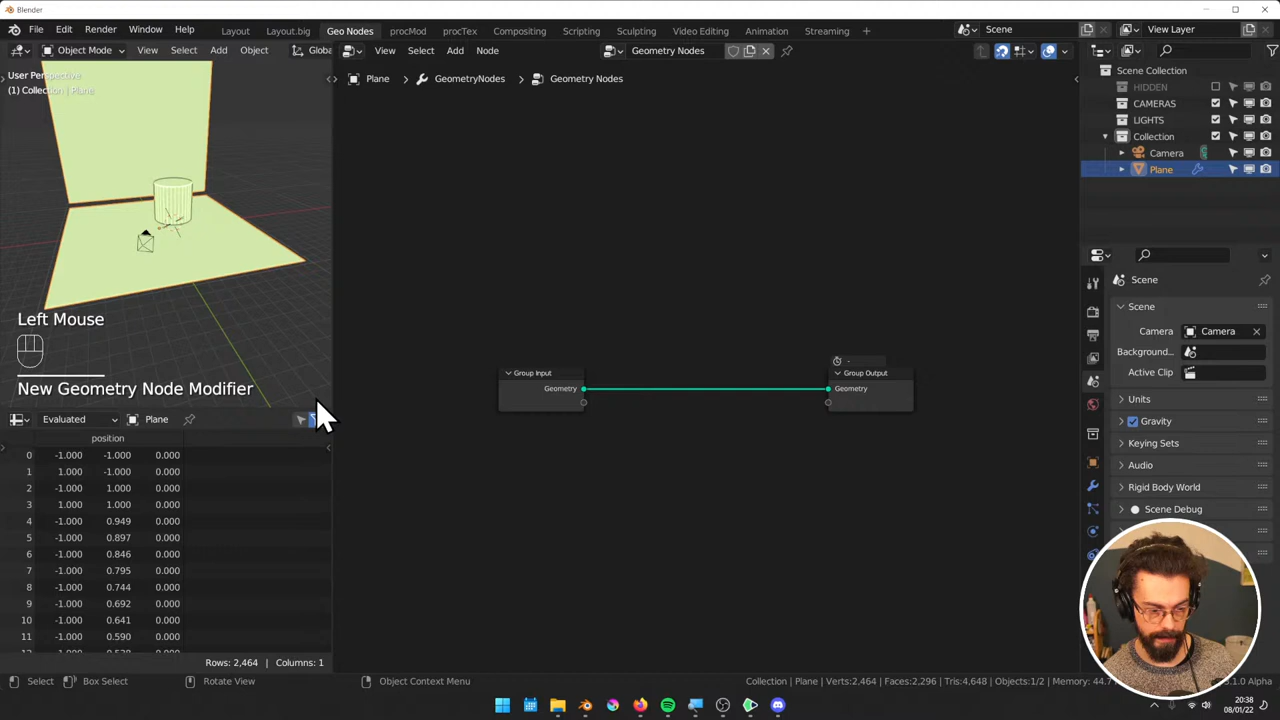 Blender
File Edit Render Window Help Layout Layout.big Geo Nodes procMod procTex Compositing Scripting Sculpting Video Editing Animation Streaming + Scene View Layer
Object Mode View Select Add Object Globa View Select Add Node Geometry Nodes
User Perspective
(1) Collection | Plane
Plane > GeometryNodes > Geometry Nodes
Scene Collection
HIDDEN
CAMERAS
LIGHTS
Collection
Camera
Plane
Scene
Scene
Camera Camera
Background...
Active Clip
Units
Gravity
Keying Sets
Audio
Rigid Body World
Scene Debug
Group Input
Geometry
Group Output
Geometry
Left Mouse
New Geometry Node Modifier
Evaluated Plane
position
0 -1.000 -1.000 0.000
1 1.000 -1.000 0.000
2 -1.000 1.000 0.000
3 1.000 1.000 0.000
4 -1.000 0.949 0.000
5 -1.000 0.897 0.000
6 -1.000 0.846 0.000
7 -1.000 0.795 0.000
8 -1.000 0.744 0.000
9 -1.000 0.692 0.000
10 -1.000 0.641 0.000
11 -1.000 0.590 0.000
Rows: 2,464 | Columns: 1
Select Box Select Rotate View Object Context Menu Collection | Plane | Verts:2,464 | Faces:2,296 | Tris:4,648 | Objects:1/2 | Memory: 44.7 .1.0 Alpha
20:38
08/01/22